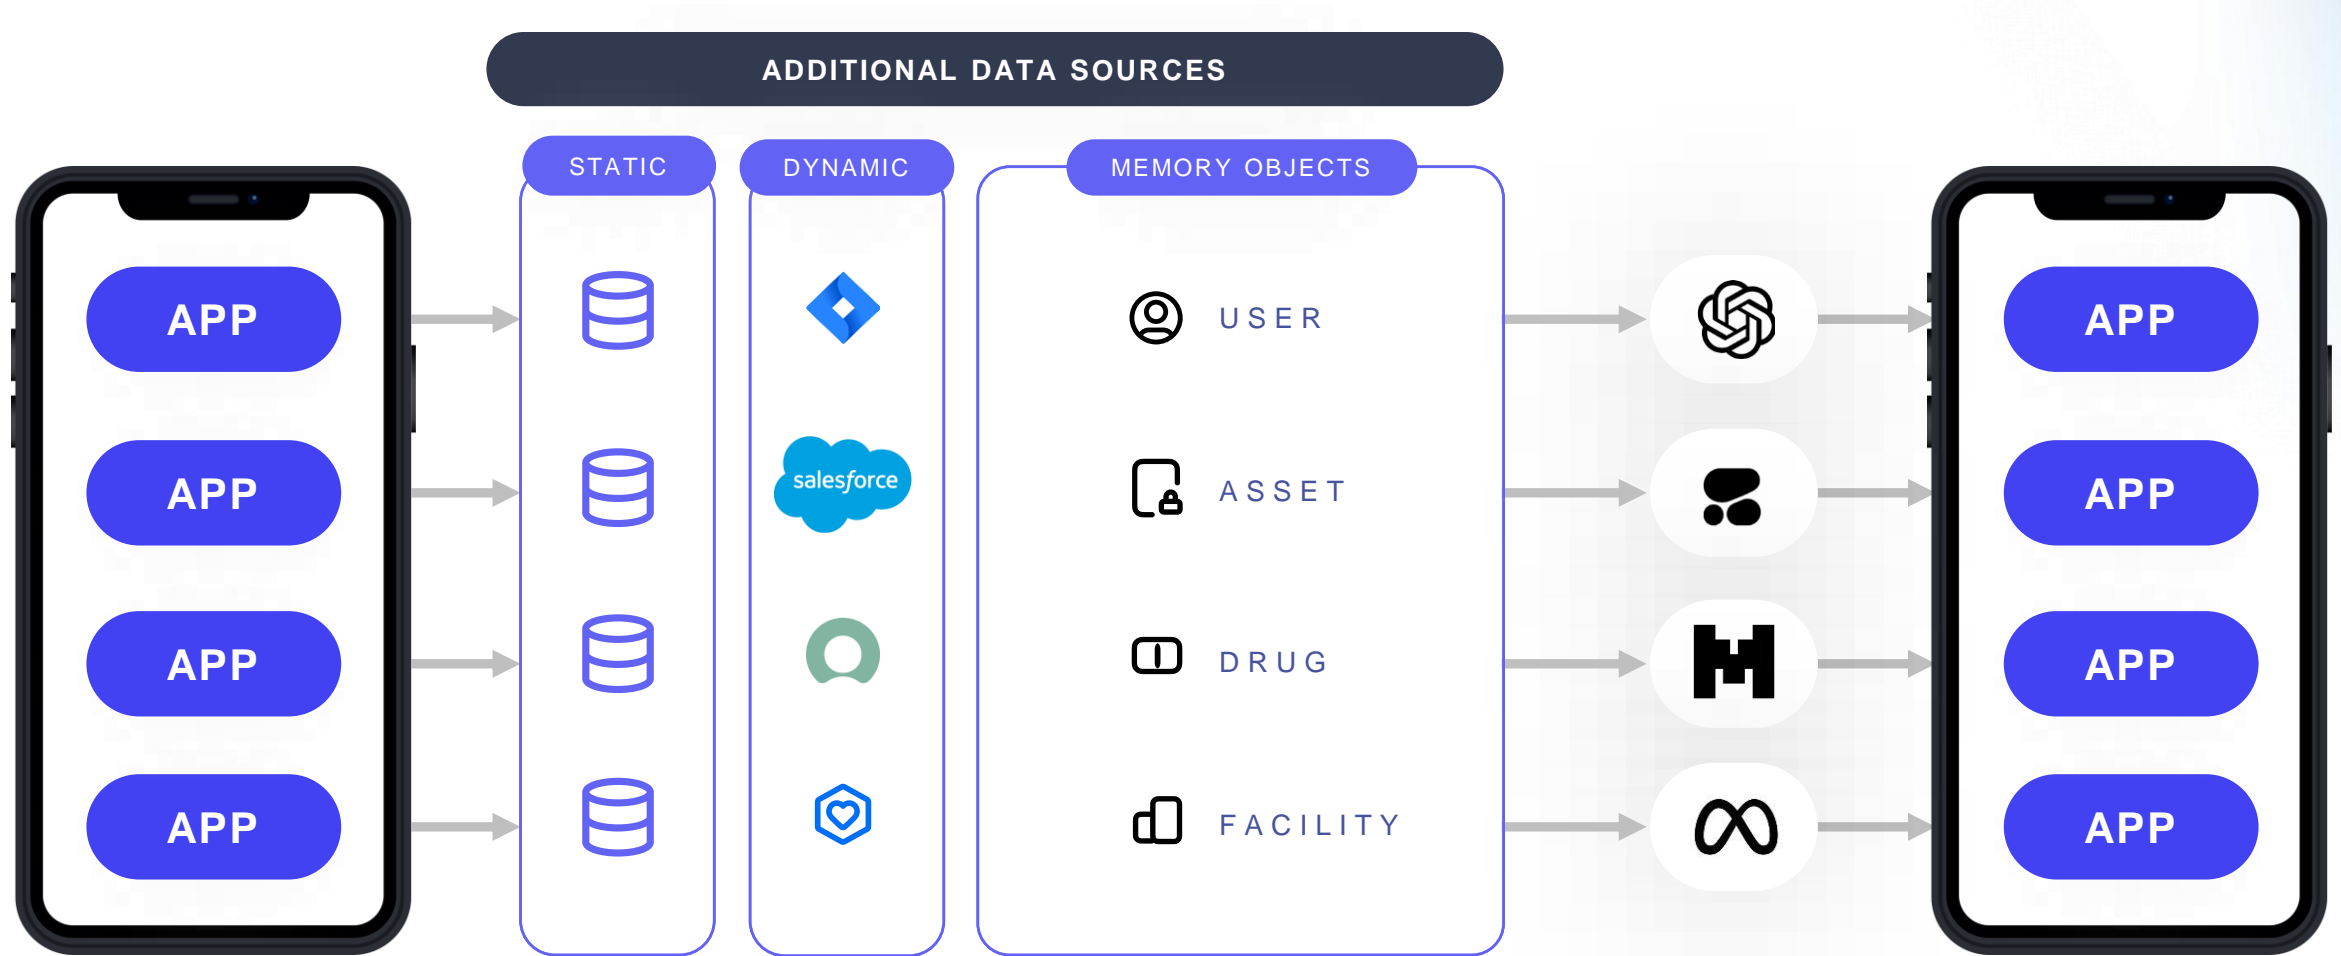 ADDITIONAL DATA SOURCES
STATIC
DYNAMIC
MEMORY OBJECTS
APP
USER
APP
APP
salesforce
ASSET
APP
APP
DRUG
APP
APP
FACILITY
APP